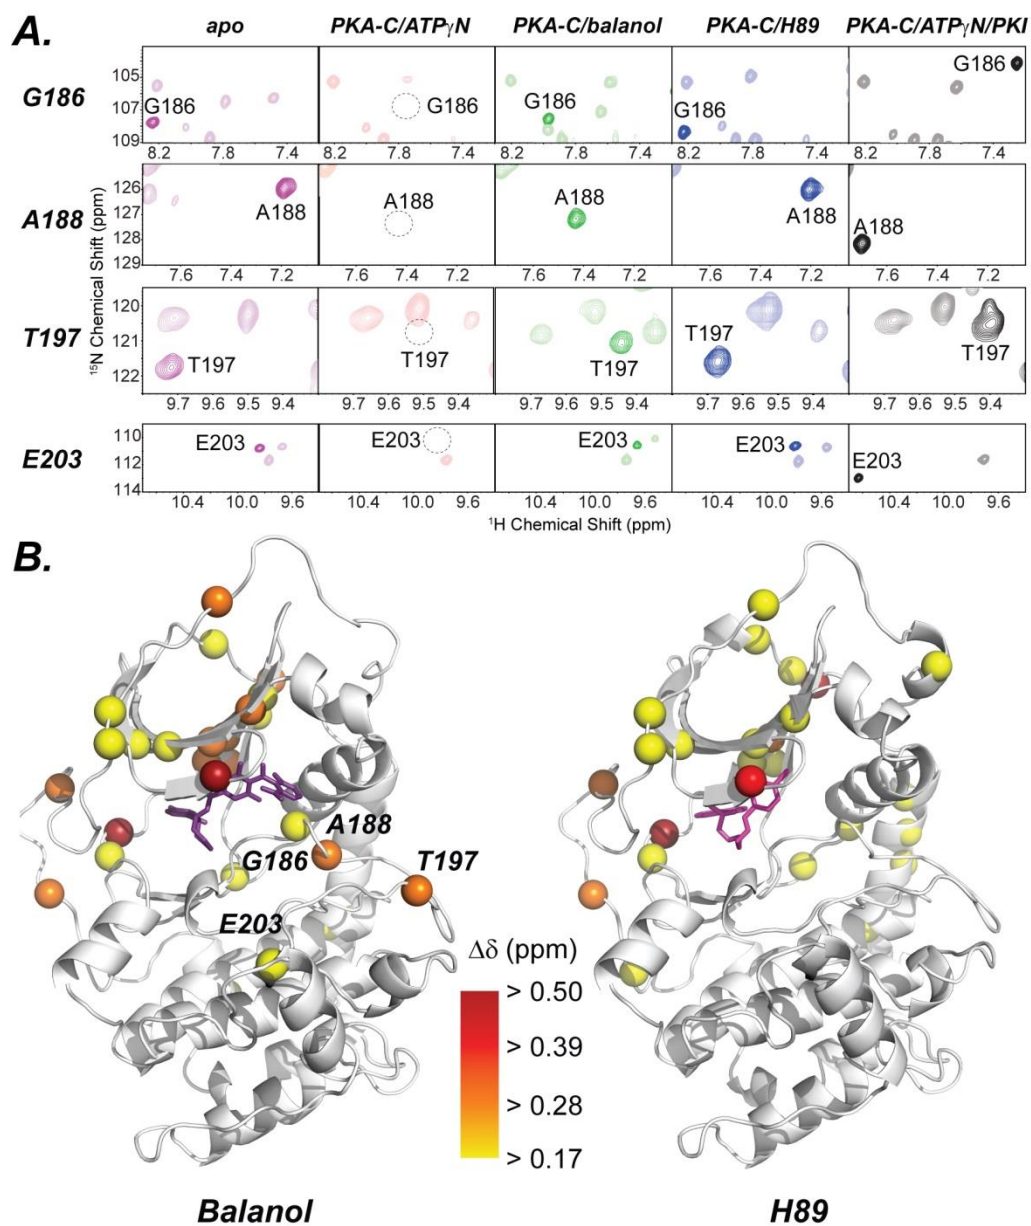 A.
apo PKA-C/ATPγN PKA-C/balanol PKA-C/H89 PKA-C/ATPγN/PKI
G186
105
107
109
G186 G186 G186 G186 G186
8.2 7.8 7.4 8.2 7.8 7.4 8.2 7.8 7.4 8.2 7.8 7.4 8.2 7.8 7.4
A188
126
127
128
129
A188 A188 A188 A188 A188
7.6 7.4 7.2 7.6 7.4 7.2 7.6 7.4 7.2 7.6 7.4 7.2 7.6 7.4 7.2
15N Chemical Shift (ppm)
T197
120
121
122
T197 T197 T197 T197 T197
9.7 9.6 9.5 9.4 9.7 9.6 9.5 9.4 9.7 9.6 9.5 9.4 9.7 9.6 9.5 9.4 9.7 9.6 9.5 9.4
E203
110
112
114
E203 E203 E203 E203 E203
10.4 10.0 9.6 10.4 10.0 9.6 10.4 10.0 9.6 10.4 10.0 9.6 10.4 10.0 9.6
1H Chemical Shift (ppm)
B.
A188
G186
T197
E203
Δδ (ppm)
> 0.50
> 0.39
> 0.28
> 0.17
Balanol H89